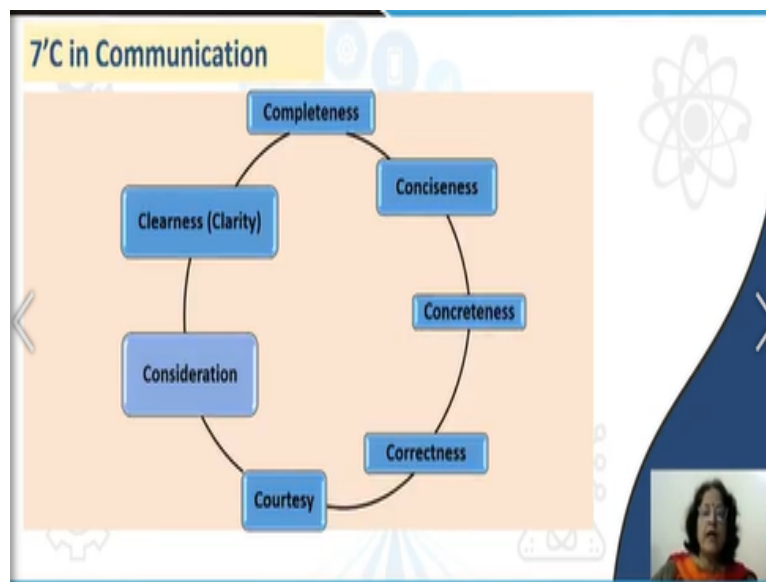 7'C in Communication
Completeness
Conciseness
Clearness (Clarity)
Concreteness
Consideration
Correctness
Courtesy